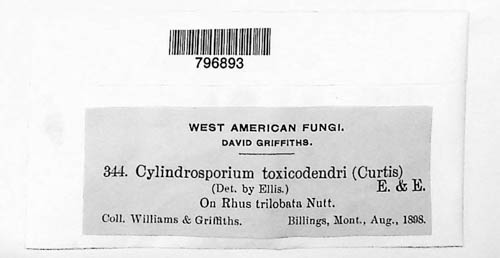 796893
WEST AMERICAN FUNGI.
DAVID GRIFFITHS.
344. Cylindrosporium toxicodendri (Curtis)
(Det. by Ellis.) E. & E.
On Rhus trilobata Nutt.
Coll. Williams & Griffiths. Billings, Mont., Aug., 1898.